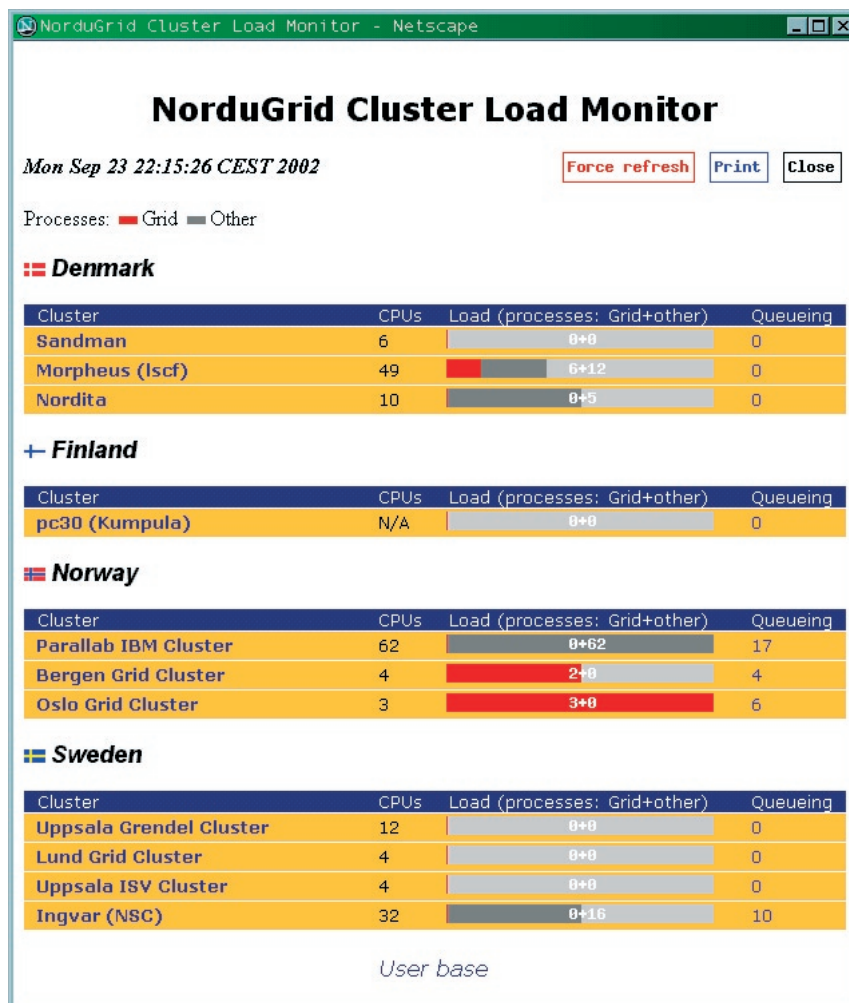 NorduGrid Cluster Load Monitor - Netscape
NorduGrid Cluster Load Monitor
Mon Sep 23 22:15:26 CEST 2002 Force refresh Print Close
Processes: Grid Other
Denmark
Cluster CPUs Load (processes: Grid+other) Queueing
Sandman 6 0+0 0
Morpheus (lscf) 49 6+12 0
Nordita 10 0+5 0
Finland
Cluster CPUs Load (processes: Grid+other) Queueing
pc30 (Kumpula) N/A 0+0 0
Norway
Cluster CPUs Load (processes: Grid+other) Queueing
Parallab IBM Cluster 62 0+62 17
Bergen Grid Cluster 4 2+0 4
Oslo Grid Cluster 3 3+0 6
Sweden
Cluster CPUs Load (processes: Grid+other) Queueing
Uppsala Grendel Cluster 12 0+0 0
Lund Grid Cluster 4 0+0 0
Uppsala ISV Cluster 4 0+0 0
Ingvar (NSC) 32 0+16 10
User base